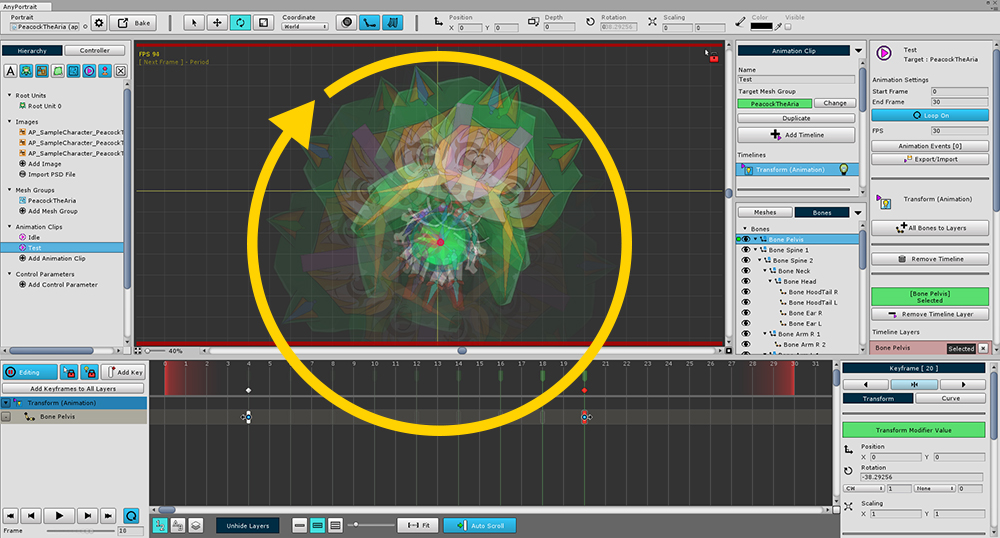 AnyPortrait
Portrait
PeacockTheAria (ap
Bake
Coordinate
World
Position
X 0 Y 0
Depth
0
Rotation
Scaling
X 0 Y 0
Color
Visible
Hierarchy
Controller
Root Units
Root Unit 0
Images
AP_SampleCharacter_PeacockT
AP_SampleCharacter_PeacockT
AP_SampleCharacter_PeacockT
Add Image
Import PSD File
Mesh Groups
PeacockTheAria
Add Mesh Group
Animation Clips
Idle
Test
Add Animation Clip
Control Parameters
Add Control Parameter
FPS 94
[ Next Frame ] - Period
40%
Animation Clip
Name
Test
Target Mesh Group
PeacockTheAria
Change
Duplicate
Add Timeline
Timelines
Transform (Animation)
Meshes
Bones
Bones
Bone Pelvis
Bone Spine 1
Bone Spine 2
Bone Neck
Bone Head
Bone HoodTail R
Bone HoodTail L
Bone Ear R
Bone Ear L
Bone Arm R 1
Bone Arm R 2
Test
Target : PeacockTheAria
Animation Settings
Start Frame 0
End Frame 30
Loop On
FPS 30
Animation Events [0]
Export/Import
Transform (Animation)
All Bones to Layers
Remove Timeline
[Bone Pelvis]
Selected
Remove Timeline Layer
Timeline Layers
Bone Pelvis Selected
Editing
Add Key
Add Keyframes to All Layers
Transform (Animation)
Bone Pelvis
0 1 2 3 4 5 6 7 8 9 10 11 12 13 14 15 16 17 18 19 20 21 22 23 24 25 26 27 28 29 30 31
Frame 18
Unhide Layers
Fit
Auto Scroll
Keyframe [ 20 ]
Transform
Curve
Transform Modifier Value
Position
X 0 Y 0
Rotation
-38.29256
CW 1 None 0
Scaling
X 1 Y 1